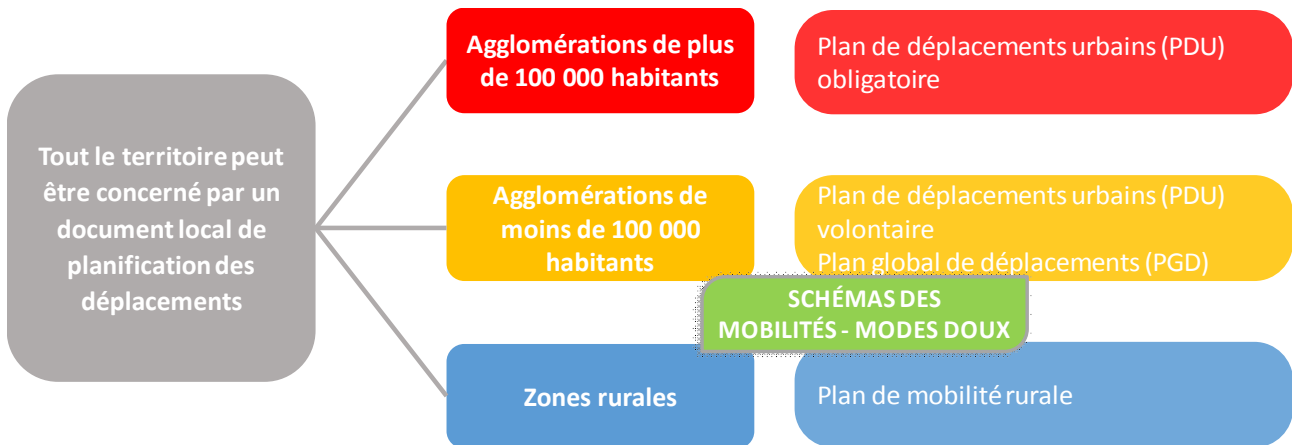 Tout le territoire peut
être concerné par un
document local de
planification des
déplacements
Agglomérations de plus
de 100 000 habitants
Plan de déplacements urbains (PDU)
obligatoire
Agglomérations de
moins de 100 000
habitants
Plan de déplacements urbains (PDU)
volontaire
Plan global de déplacements (PGD)
SCHÉMAS DES
MOBILITÉS - MODES DOUX
Zones rurales
Plan de mobilité rurale